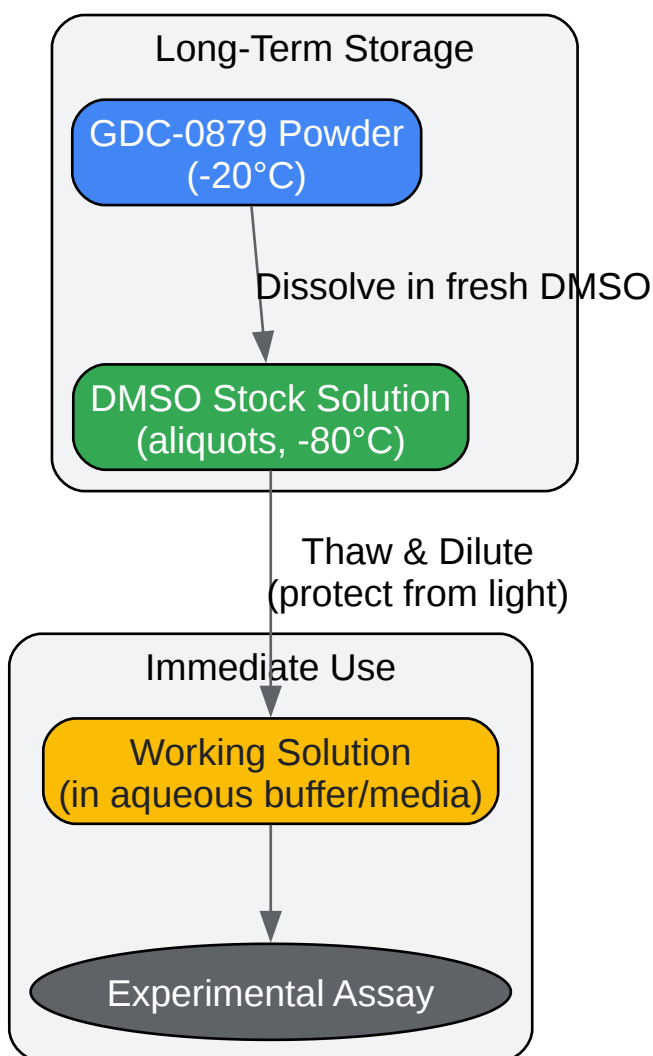 Long-Term Storage
GDC-0879 Powder
(-20°C)
Dissolve in fresh DMSO
DMSO Stock Solution
(aliquots, -80°C)
Thaw & Dilute
(protect from light)
Immediate Use
Working Solution
(in aqueous buffer/media)
Experimental Assay